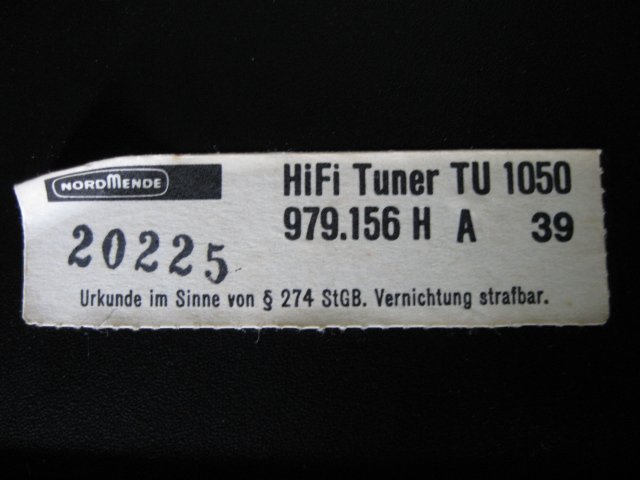 NORDMENDE
HiFi Tuner TU 1050
979.156 H A 39
20225
Urkunde im Sinne von § 274 StGB. Vernichtung strafbar.